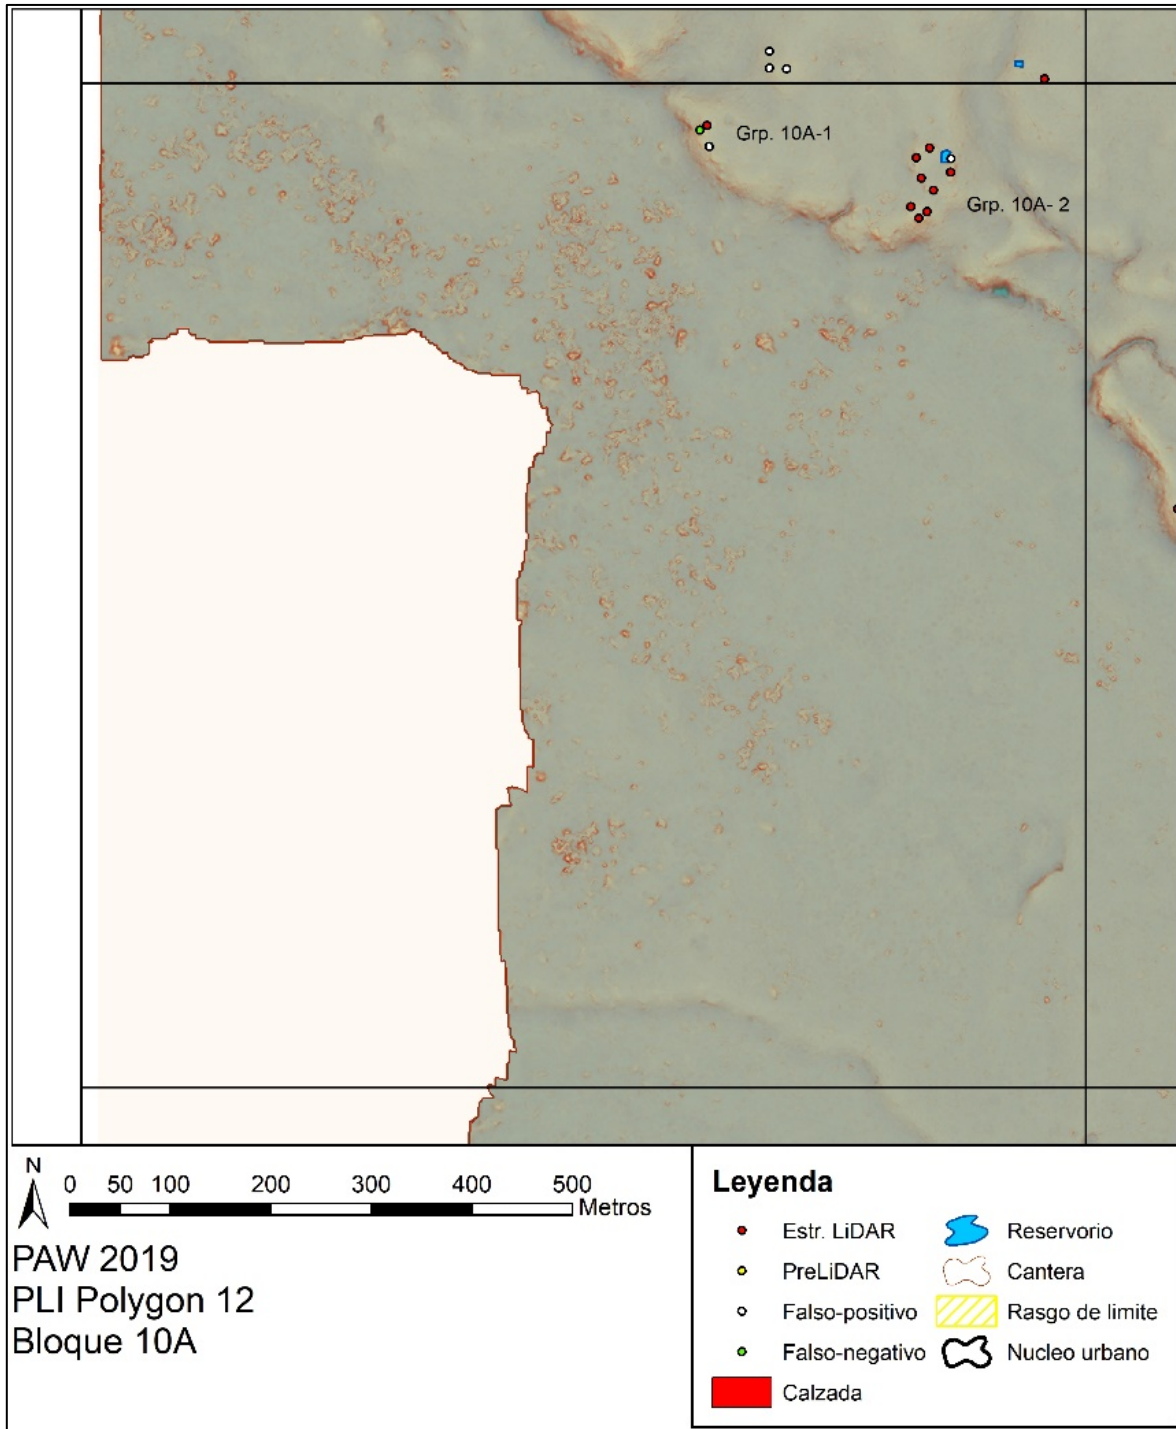 Grp. 10A-1
Grp. 10A- 2
N
0 50 100 200 300 400 500
Metros
PAW 2019
PLI Polygon 12
Bloque 10A
Leyenda
Estr. LiDAR
PreLiDAR
Falso-positivo
Falso-negativo
Calzada
Reservorio
Cantera
Rasgo de limite
Nucleo urbano